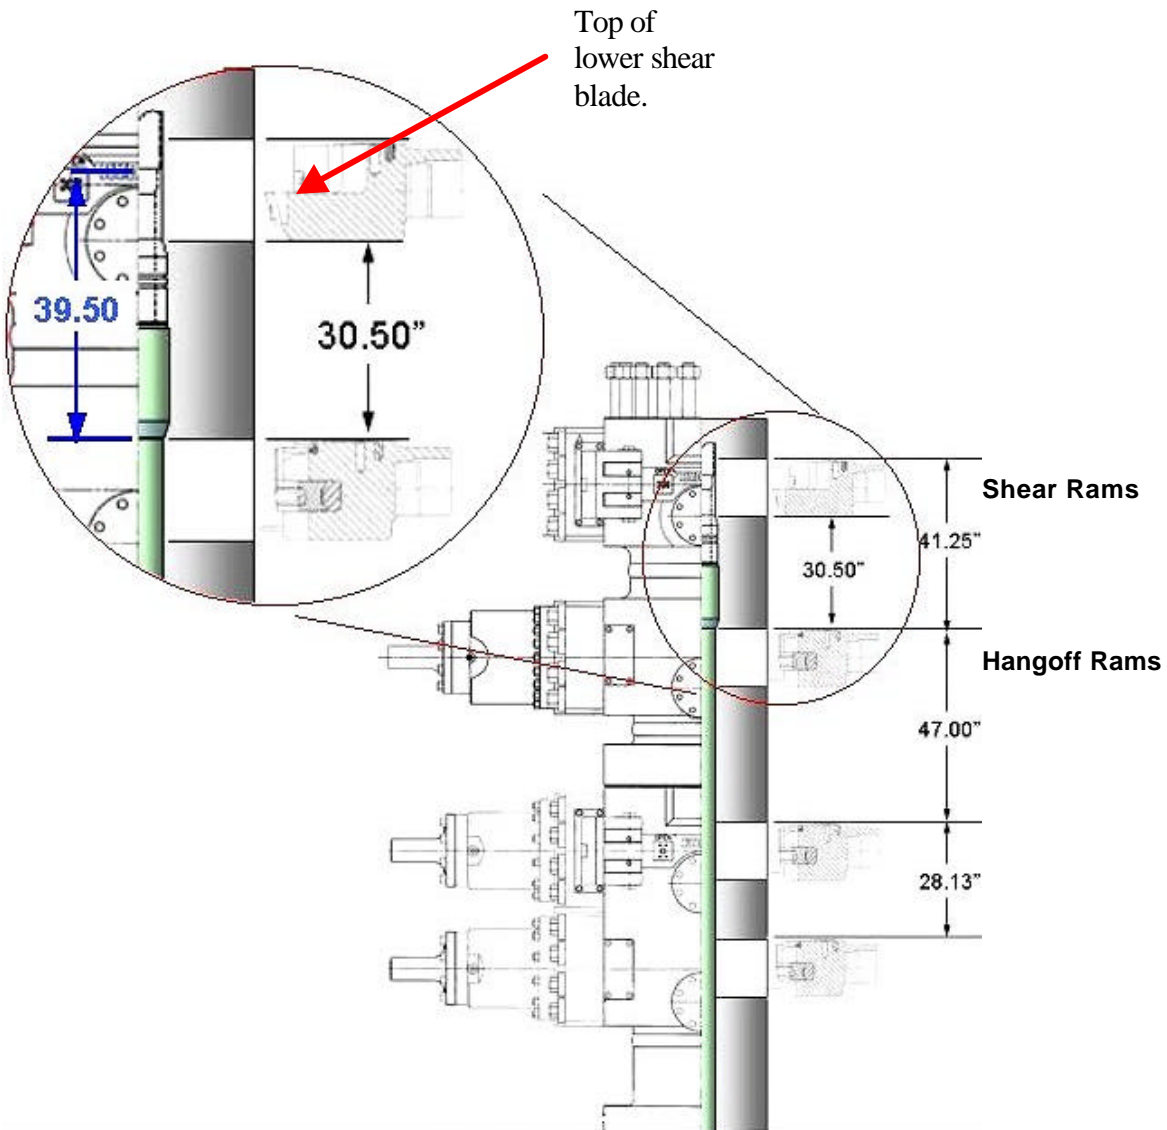 Top of
lower shear
blade.
39.50
30.50”
Shear Rams
41.25”
30.50”
Hangoff Rams
47.00”
28.13”